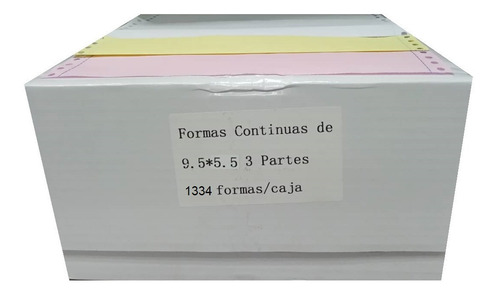 Formas Continuas de
9.5*5.5 3 Partes
1334 formas/caja